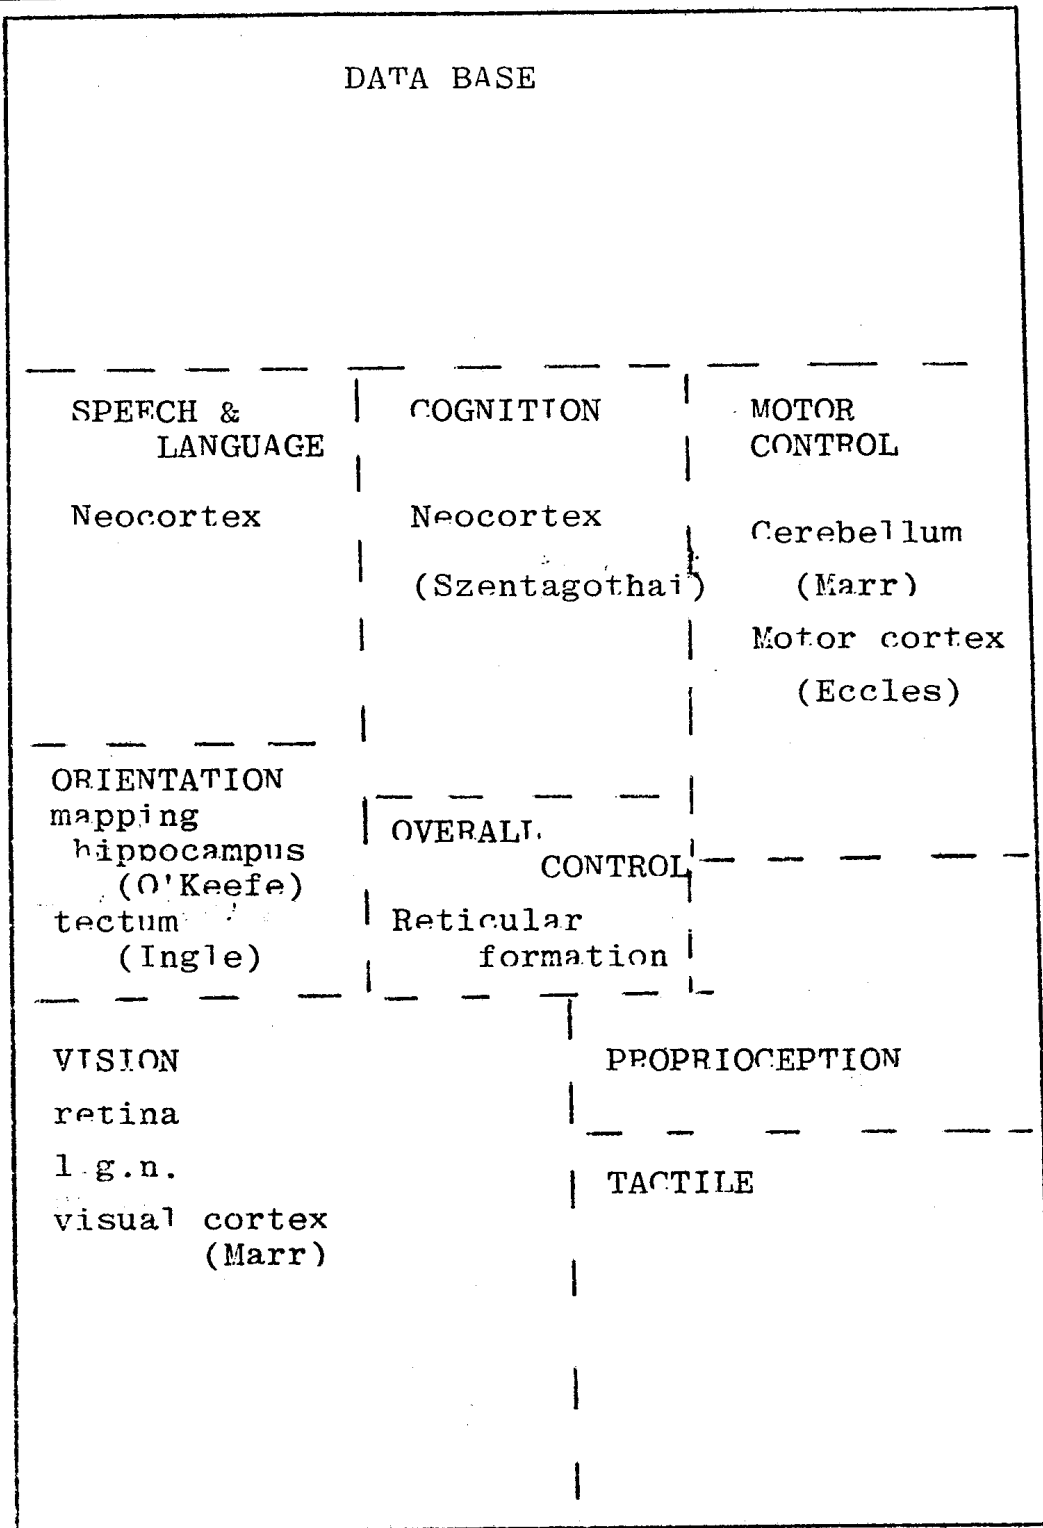 DATA BASE
SPEECH &
LANGUAGE
Neocortex
COGNITION
Neocortex
(Szentagothai)
MOTOR
CONTROL
Cerebellum
(Marr)
Motor cortex
(Eccles)
ORIENTATION
mapping
hippocampus
(O'Keefe)
tectum
(Ingle)
OVERALL
CONTROL
Reticular
formation
VISION
retina
l.g.n.
visual cortex
(Marr)
PROPRIOCEPTION
TACTILE